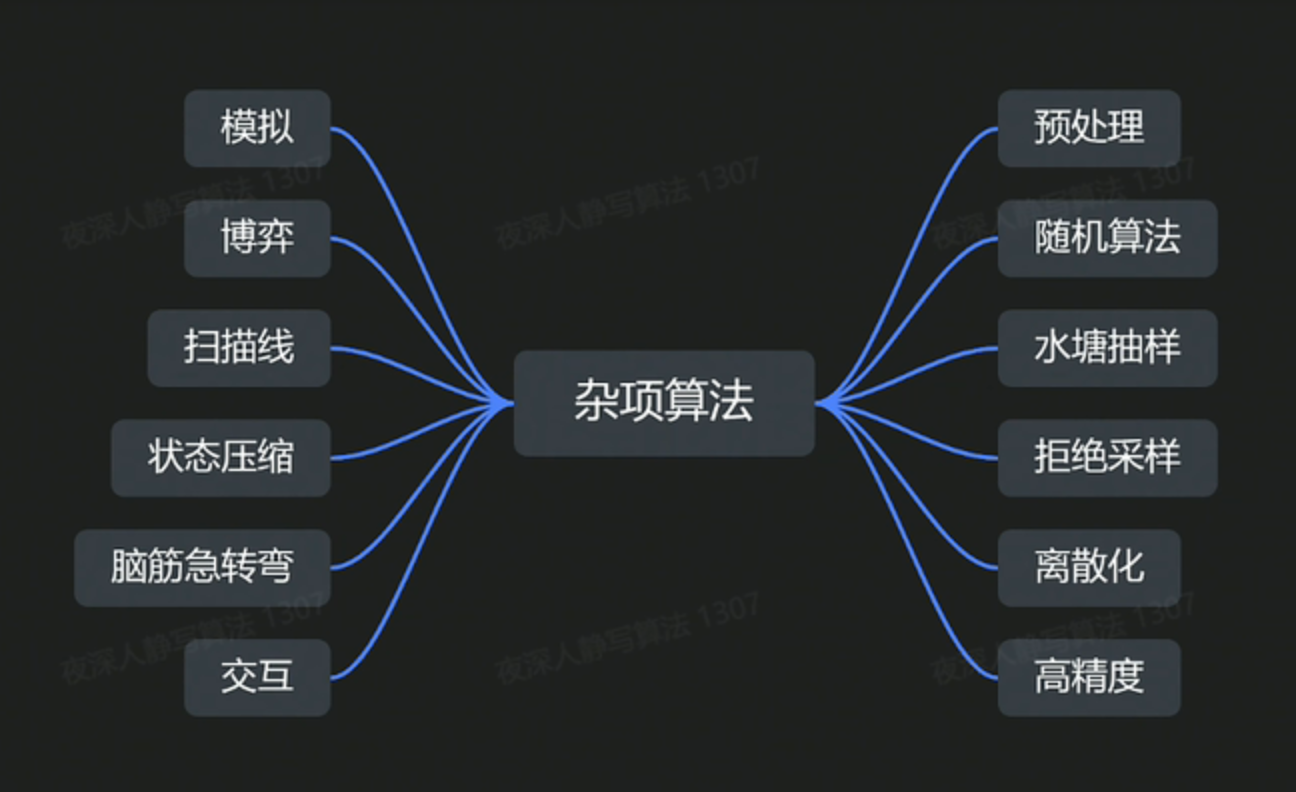 模拟
博弈
扫描线
状态压缩
脑筋急转弯
交互
杂项算法
预处理
随机算法
水塘抽样
拒绝采样
离散化
高精度
夜深人静写算法 1307
夜深人静写算法 1307
夜深人静写算法 1307
夜深人静写算法 1307
夜深人静写算法 1307
夜深人静写算法 1307